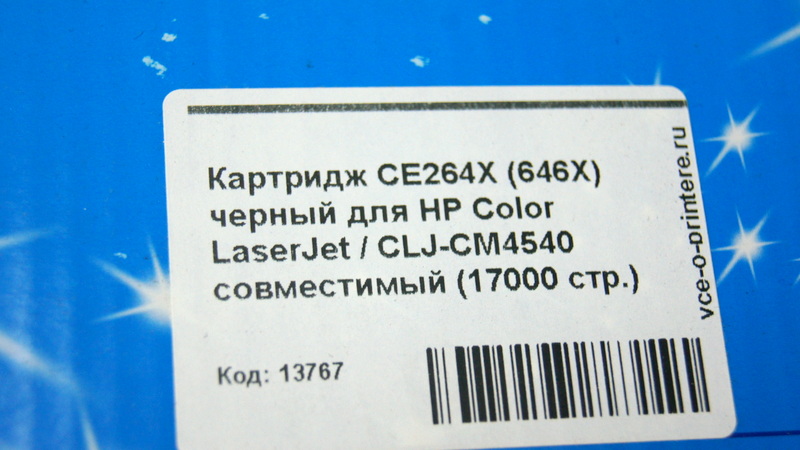 Картридж CE264X (646X)
черный для HP Color
LaserJet / CLJ-CM4540
совместимый (17000 стр.)
Код: 13767
vce-o-printere.ru